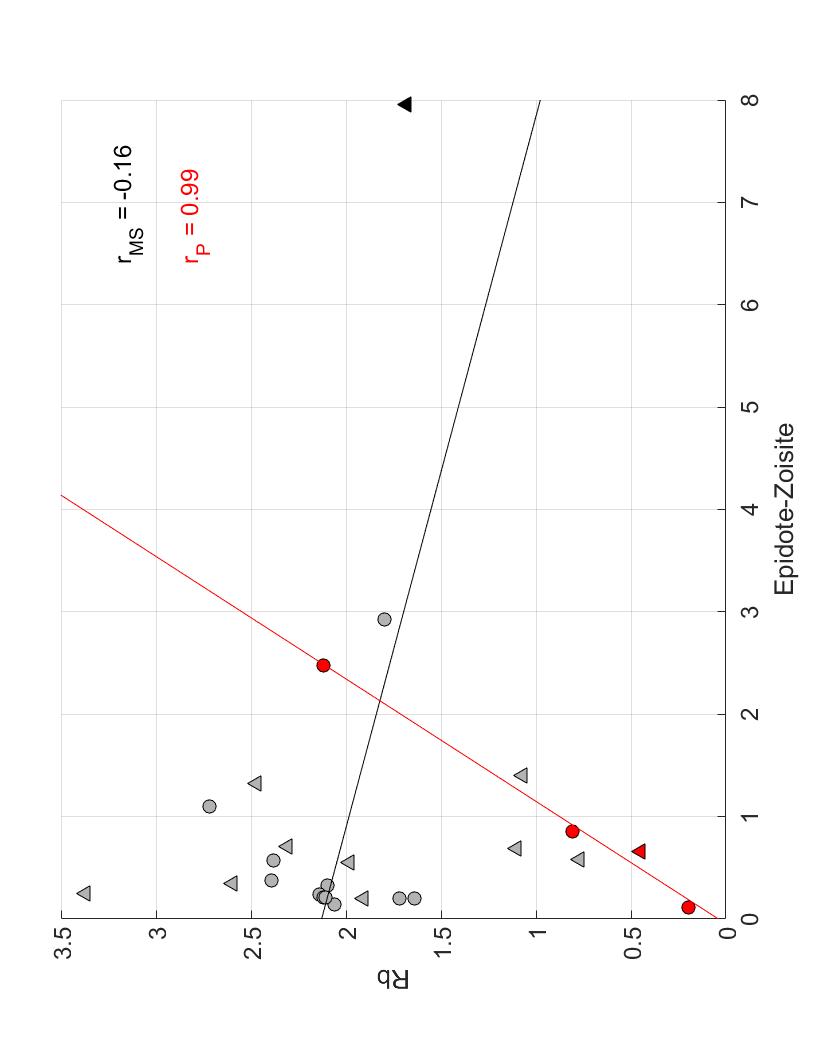 3.5
3
2.5
2
1.5
1
0.5
0
Rb
r_MS = -0.16
r_P = 0.99
0 1 2 3 4 5 6 7 8
Epidote-Zoisite